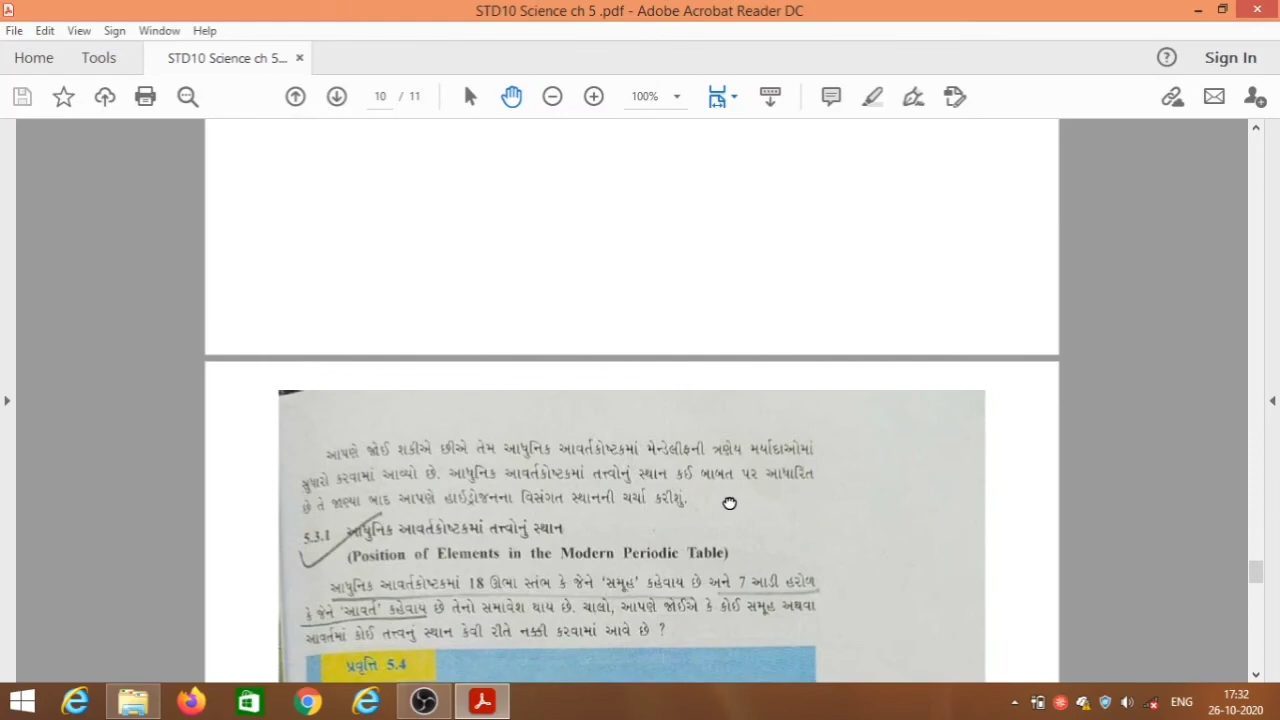 STD10 Science ch 5 .pdf - Adobe Acrobat Reader DC
File Edit View Sign Window Help
Home Tools STD10 Science ch 5... × Sign In
10 / 11 100%
આપણે જોઈ શકીએ છીએ તેમ આધુનિક આવર્તકોષ્ટકમાં મેન્ડેલીફની ત્રણેય મર્યાદાઓમાં
સુધારો કરવામાં આવ્યો છે. આધુનિક આવર્તકોષ્ટકમાં તત્ત્વોનું સ્થાન કઈ બાબત પર આધારિત
છે તે જાણ્યા બાદ આપણે હાઈડ્રોજનના વિસંગત સ્થાનની ચર્ચા કરીશું.
5.3.1 આધુનિક આવર્તકોષ્ટકમાં તત્ત્વોનું સ્થાન
(Position of Elements in the Modern Periodic Table)
આધુનિક આવર્તકોષ્ટકમાં 18 ઊભા સ્તંભ કે જેને ‘સમૂહ’ કહેવાય છે અને 7 આડી હરોળ
કે જેને ‘આવર્ત’ કહેવાય છે તેનો સમાવેશ થાય છે. ચાલો, આપણે જોઈએ કે કોઈ સમૂહ અથવા
આવર્તમાં કોઈ તત્ત્વનું સ્થાન કેવી રીતે નક્કી કરવામાં આવે છે ?
પ્રવૃત્તિ 5.4
ENG 17:32
26-10-2020